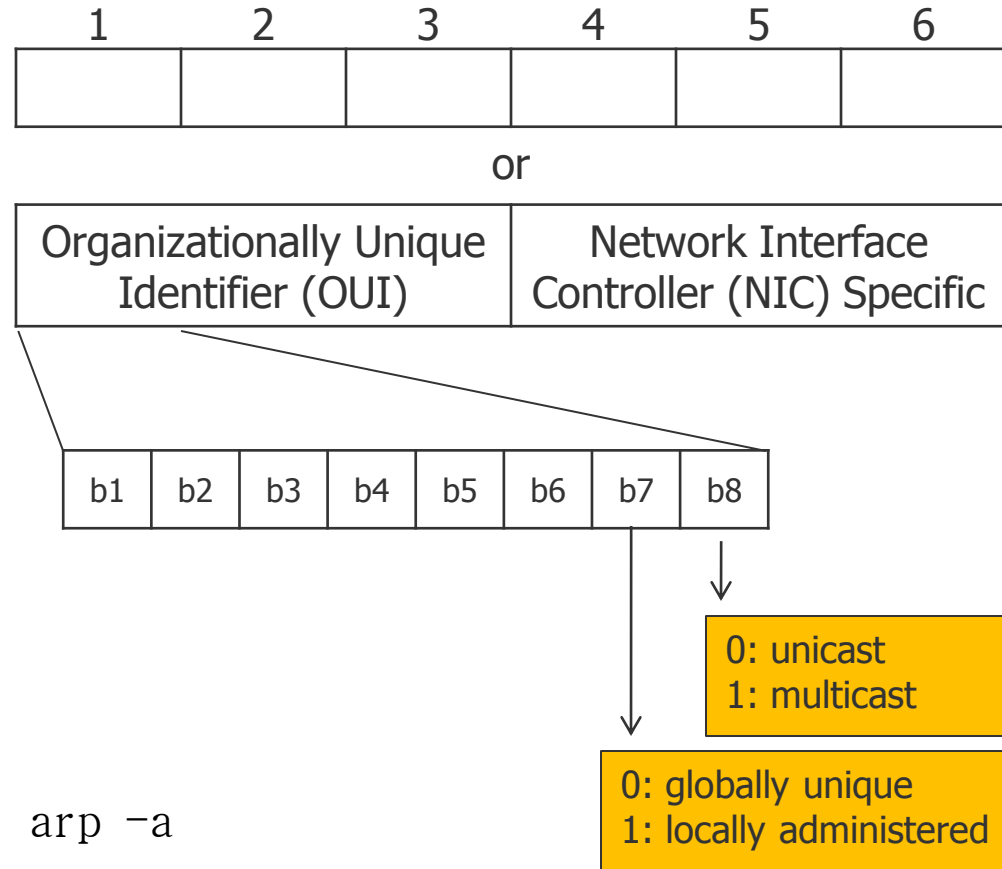 1 2 3 4 5 6
or
Organizationally Unique
Identifier (OUI)
Network Interface
Controller (NIC) Specific
b1 b2 b3 b4 b5 b6 b7 b8
0: unicast
1: multicast
0: globally unique
1: locally administered
arp -a